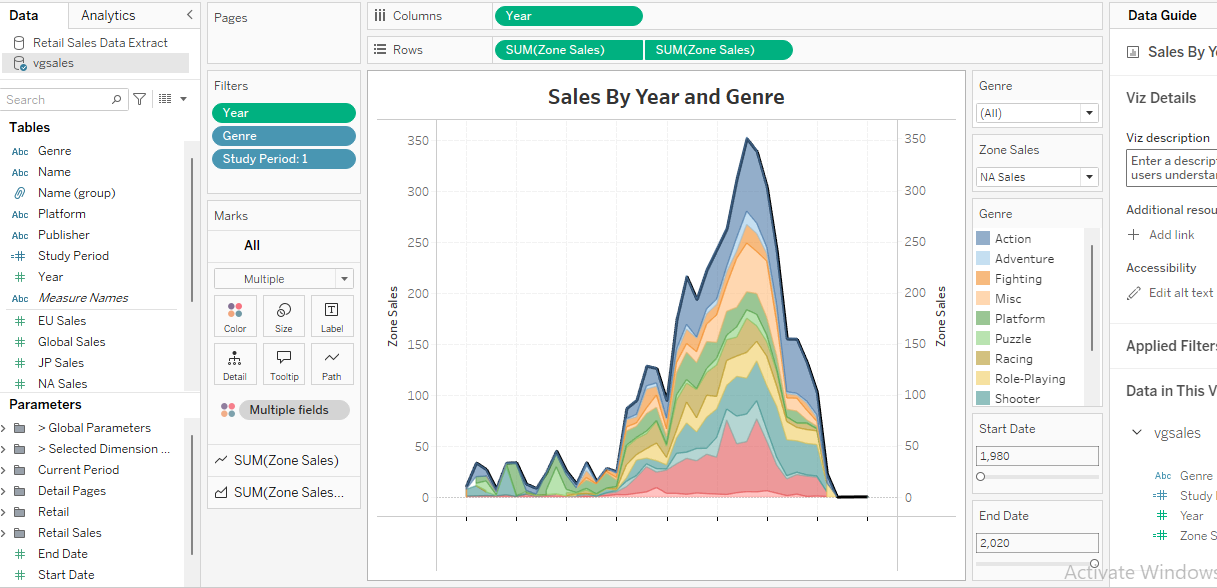 Data
Analytics
Retail Sales Data Extract
vgsales
Search
Tables
Abc Genre
Abc Name
Name (group)
Abc Platform
Abc Publisher
Study Period
Year
Abc Measure Names
EU Sales
Global Sales
JP Sales
NA Sales
Parameters
> Global Parameters
> Selected Dimension ...
Current Period
Detail Pages
Retail
Retail Sales
End Date
Start Date
Pages
Filters
Year
Genre
Study Period: 1
Marks
All
Multiple
Color
Size
Label
Detail
Tooltip
Path
Multiple fields
SUM(Zone Sales)
SUM(Zone Sales...
Columns
Year
Rows
SUM(Zone Sales)
SUM(Zone Sales)
Sales By Year and Genre
Zone Sales
350
300
250
200
150
100
50
0
350
300
250
200
150
100
50
0
Zone Sales
Genre
(All)
Zone Sales
NA Sales
Genre
Action
Adventure
Fighting
Misc
Platform
Puzzle
Racing
Role-Playing
Shooter
Start Date
1,980
End Date
2,020
Data Guide
Sales By Ye
Viz Details
Viz description
Enter a descript
users understa
Additional resou
Add link
Accessibility
Edit alt text
Applied Filters
Data in This V
vgsales
Abc Genre
Study
Year
Zone S
Activate Windows